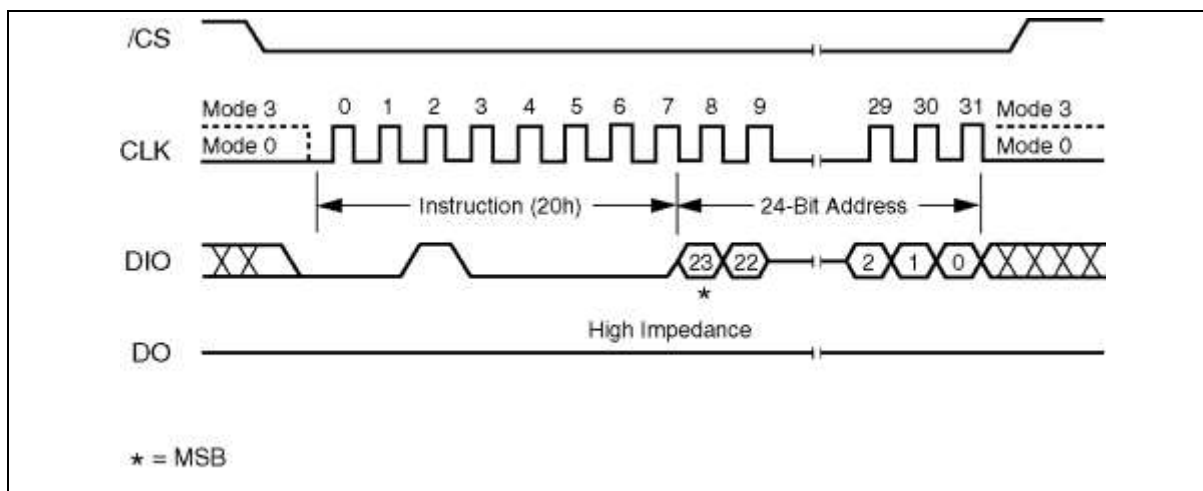 /CS
Mode 3 0 1 2 3 4 5 6 7 8 9 29 30 31 Mode 3
CLK Mode 0 Mode 0
Instruction (20h) 24-Bit Address
DIO 23 22 2 1 0
*
High Impedance
DO
* = MSB